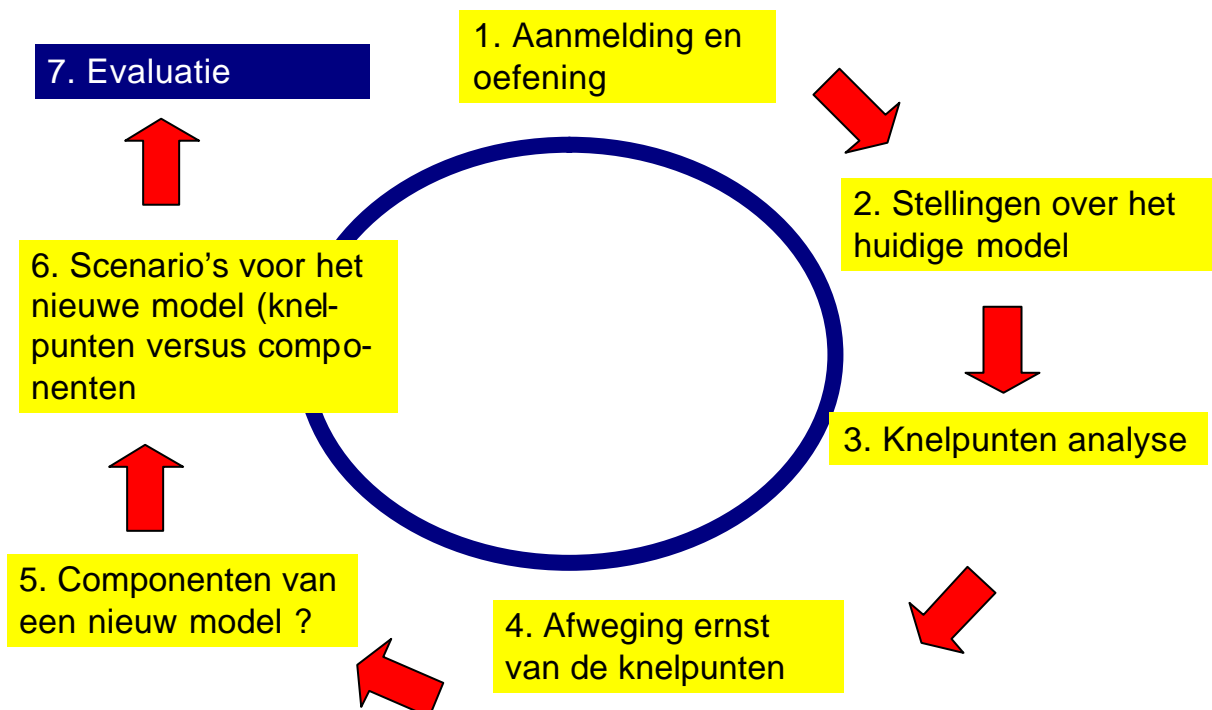 1. Aanmelding en
oefening
2. Stellingen over het
huidige model
3. Knelpunten analyse
4. Afweging ernst
van de knelpunten
5. Componenten van
een nieuw model ?
6. Scenario's voor het
nieuwe model (knel-
punten versus compo-
nenten
7. Evaluatie